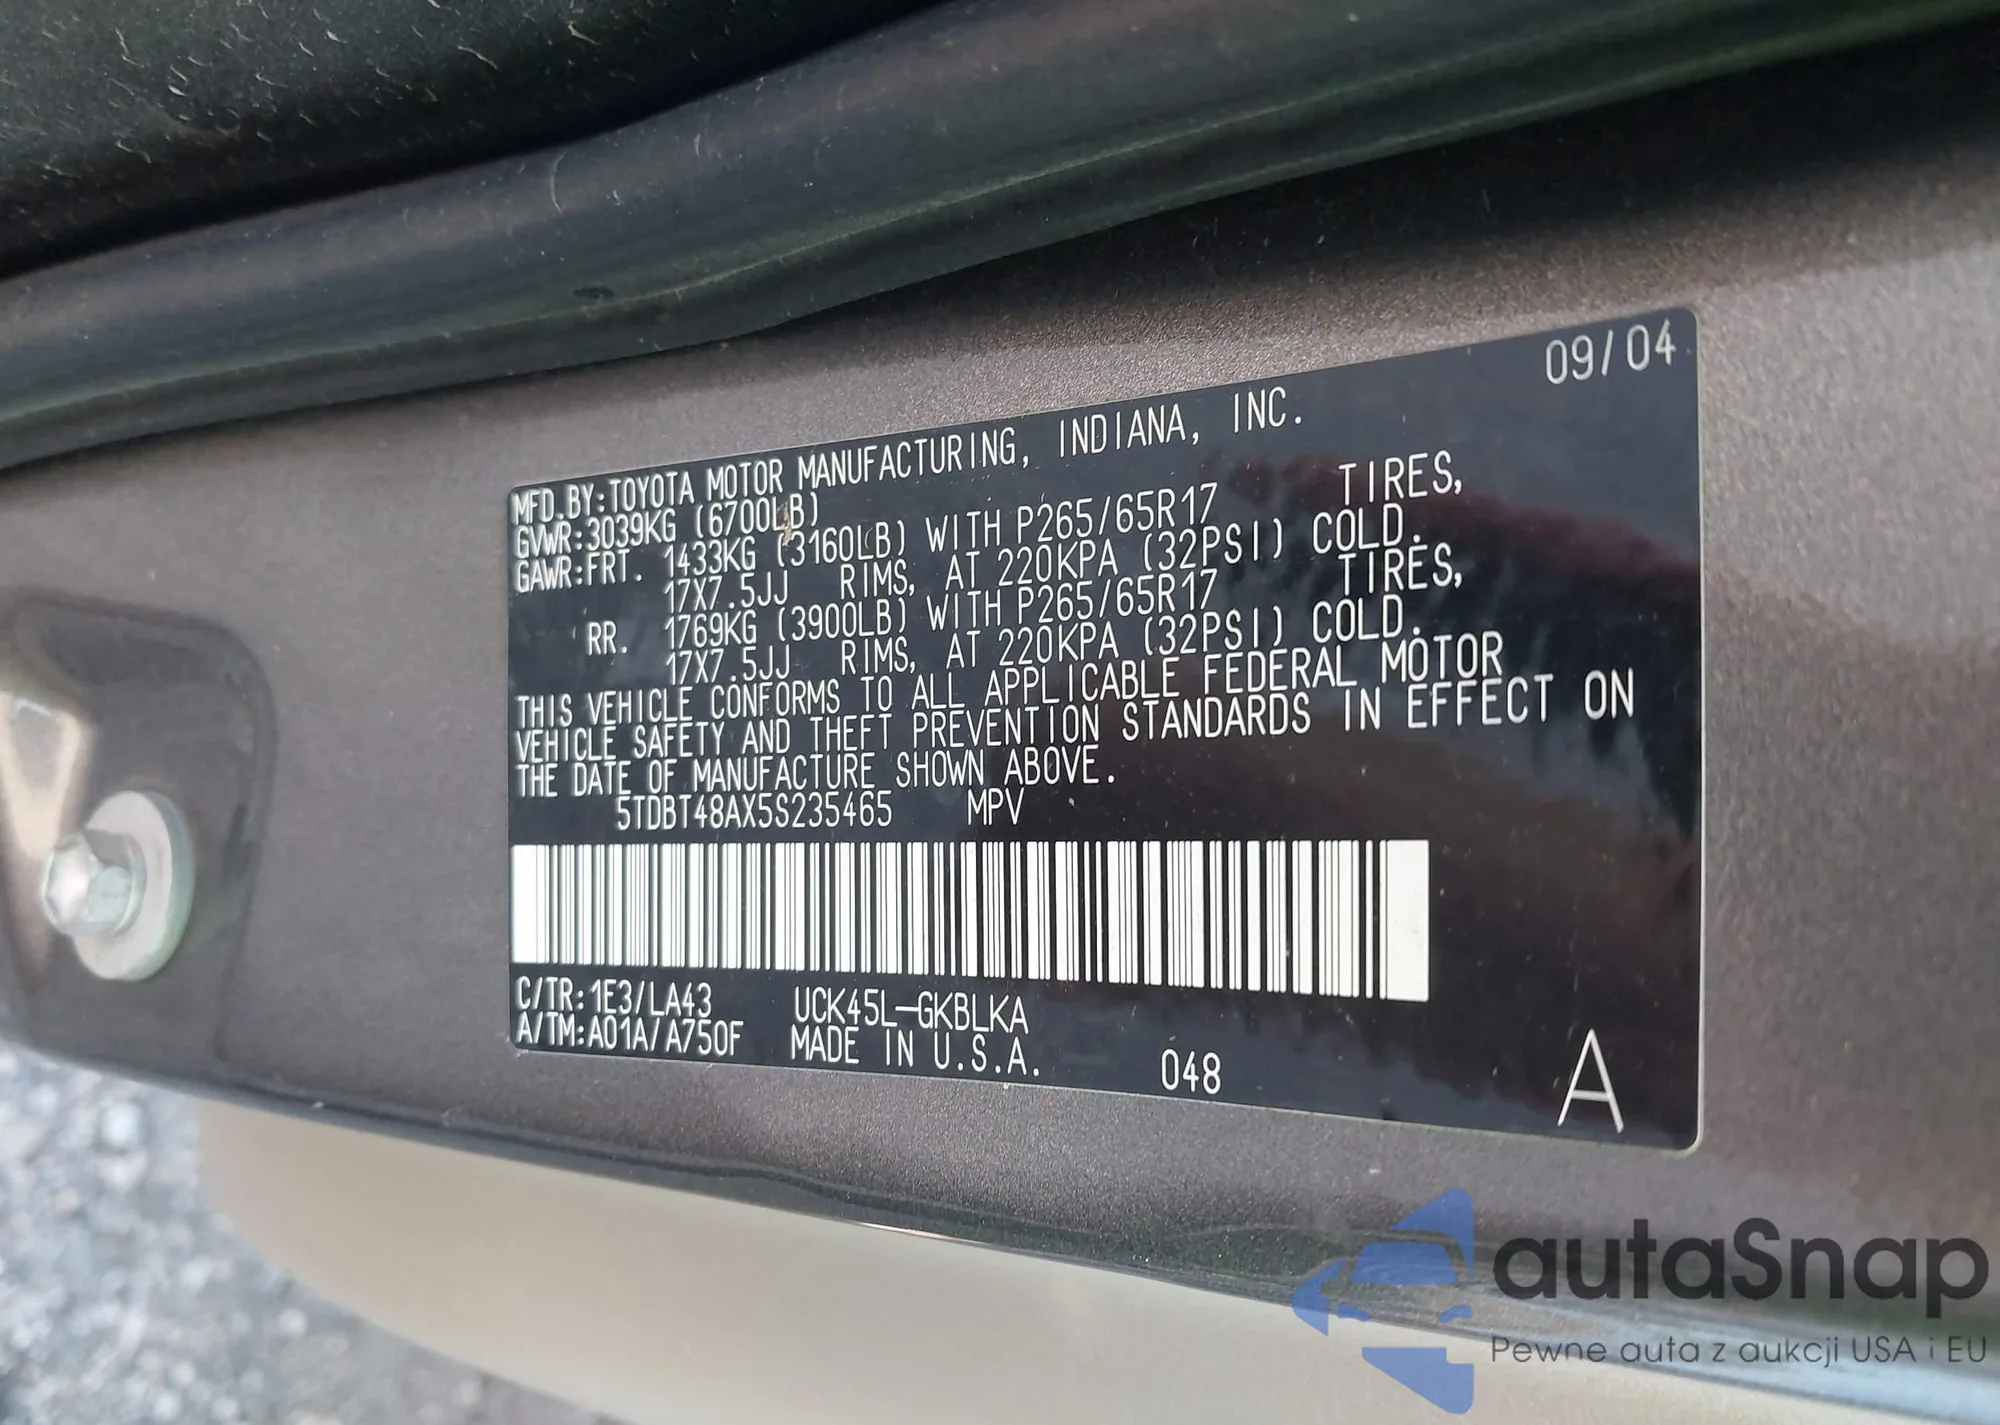 09/04
MFD.BY:TOYOTA MOTOR MANUFACTURING, INDIANA, INC.
GVWR:3039KG (6700LB)
GAWR:FRT. 1433KG (3160LB) WITH P265/65R17 TIRES,
17X7.5JJ RIMS, AT 220KPA (32PSI) COLD.
RR. 1769KG (3900LB) WITH P265/65R17 TIRES,
17X7.5JJ RIMS, AT 220KPA (32PSI) COLD.
THIS VEHICLE CONFORMS TO ALL APPLICABLE FEDERAL MOTOR
VEHICLE SAFETY AND THEFT PREVENTION STANDARDS IN EFFECT ON
THE DATE OF MANUFACTURE SHOWN ABOVE.
5TDBT48AX5S235465 MPV
C/TR:1E3/LA43 UCK45L-GKBLKA
A/TM:A01A/A750F MADE IN U.S.A. 048 A
autaSnap
Pewne auta z aukcji USA i EU